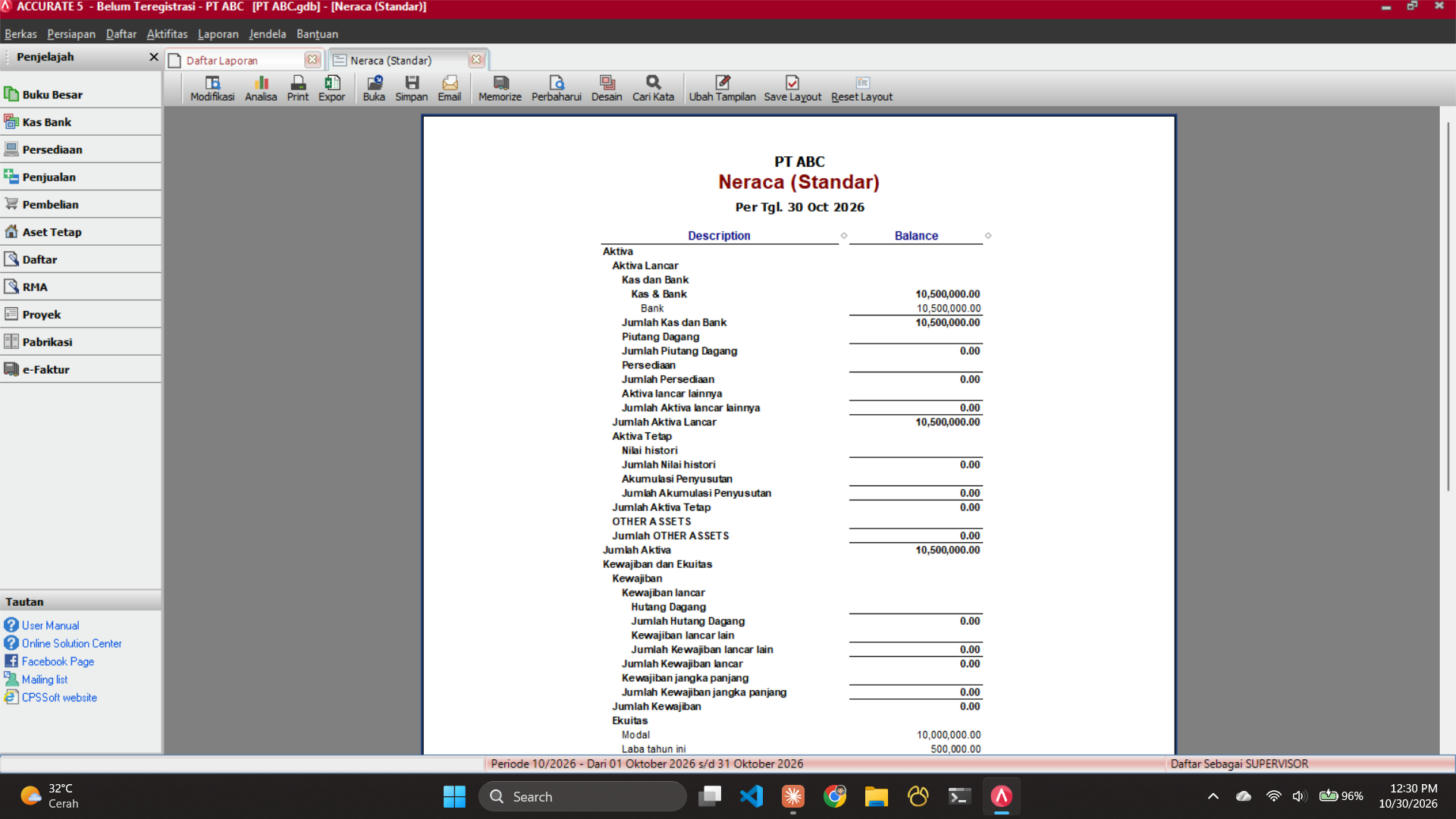 ACCURATE 5 - Belum Teregistrasi - PT ABC [PT ABC.gdb] - [Neraca (Standar)]
Berkas Persiapan Daftar Aktifitas Laporan Jendela Bantuan
Penjelajah
Daftar Laporan
Neraca (Standar)
Modifikasi Analisa Print Expor Buka Simpan Email Memorize Perbaharui Desain Cari Kata Ubah Tampilan Save Layout Reset Layout
Buku Besar
Kas Bank
Persediaan
Penjualan
Pembelian
Aset Tetap
Daftar
RMA
Proyek
Pabrikasi
e-Faktur
Tautan
User Manual
Online Solution Center
Facebook Page
Mailing list
CPSSoft website
PT ABC
Neraca (Standar)
Per Tgl. 30 Oct 2026
Description Balance
Aktiva
Aktiva Lancar
Kas dan Bank
Kas & Bank 10,500,000.00
Bank 10,500,000.00
Jumlah Kas dan Bank 10,500,000.00
Piutang Dagang
Jumlah Piutang Dagang 0.00
Persediaan
Jumlah Persediaan 0.00
Aktiva lancar lainnya
Jumlah Aktiva lancar lainnya 0.00
Jumlah Aktiva Lancar 10,500,000.00
Aktiva Tetap
Nilai histori
Jumlah Nilai histori 0.00
Akumulasi Penyusutan
Jumlah Akumulasi Penyusutan 0.00
Jumlah Aktiva Tetap 0.00
OTHER ASSETS
Jumlah OTHER ASSETS 0.00
Jumlah Aktiva 10,500,000.00
Kewajiban dan Ekuitas
Kewajiban
Kewajiban lancar
Hutang Dagang
Jumlah Hutang Dagang 0.00
Kewajiban lancar lain
Jumlah Kewajiban lancar lain 0.00
Jumlah Kewajiban lancar 0.00
Kewajiban jangka panjang
Jumlah Kewajiban jangka panjang 0.00
Jumlah Kewajiban 0.00
Ekuitas
Modal 10,000,000.00
Laba tahun ini 500,000.00
Periode 10/2026 - Dari 01 Oktober 2026 s/d 31 Oktober 2026
Daftar Sebagai SUPERVISOR
32°C
Cerah
Search
96%
12:30 PM
10/30/2026